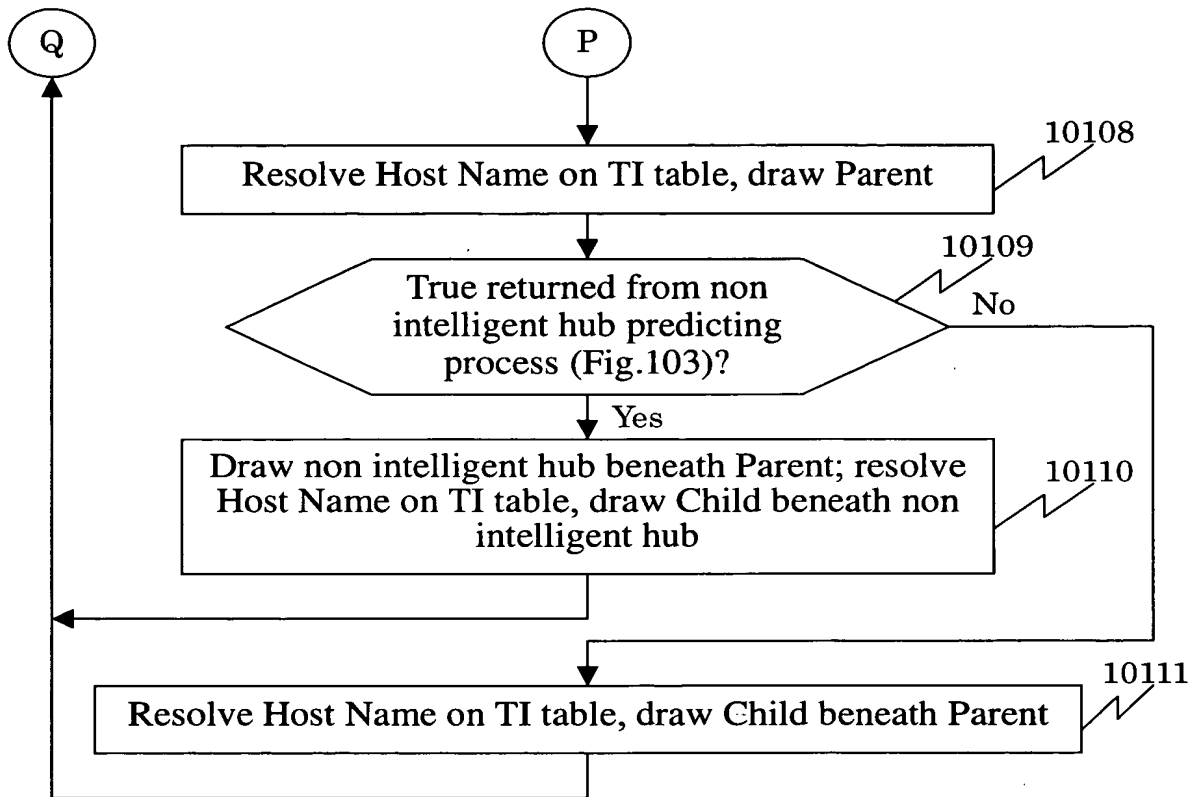 Q
P
10108
Resolve Host Name on TI table, draw Parent
10109
True returned from non
intelligent hub predicting
process (Fig.103)?
No
Yes
Draw non intelligent hub beneath Parent; resolve
Host Name on TI table, draw Child beneath non
intelligent hub
10110
10111
Resolve Host Name on TI table, draw Child beneath Parent